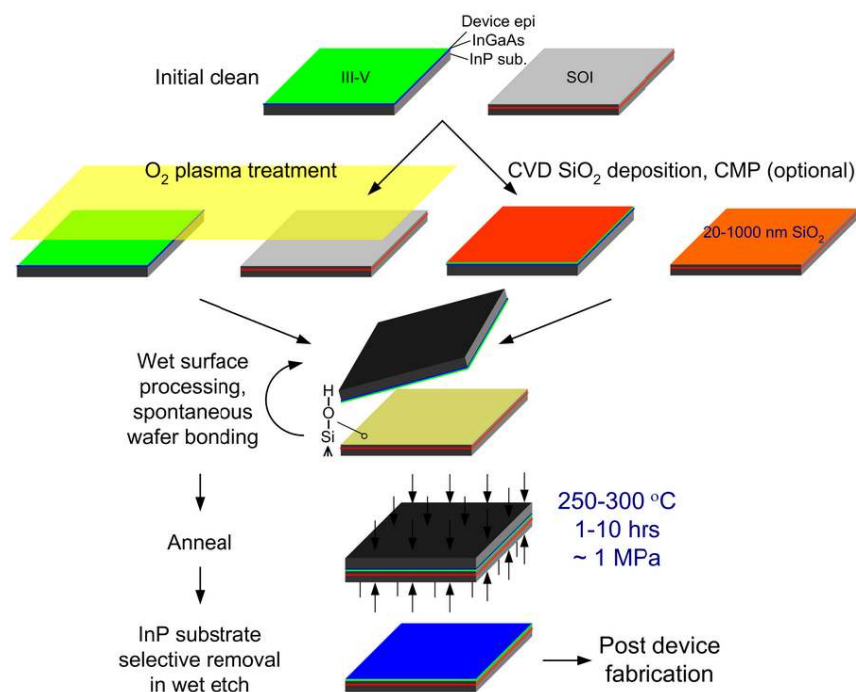 Device epi
InGaAs
InP sub.
Initial clean
III-V
SOI
O₂ plasma treatment
CVD SiO₂ deposition, CMP (optional)
20-1000 nm SiO₂
Wet surface
processing,
spontaneous
wafer bonding
H
O
Si
250-300 °C
1-10 hrs
~ 1 MPa
Anneal
InP substrate
selective removal
in wet etch
Post device
fabrication